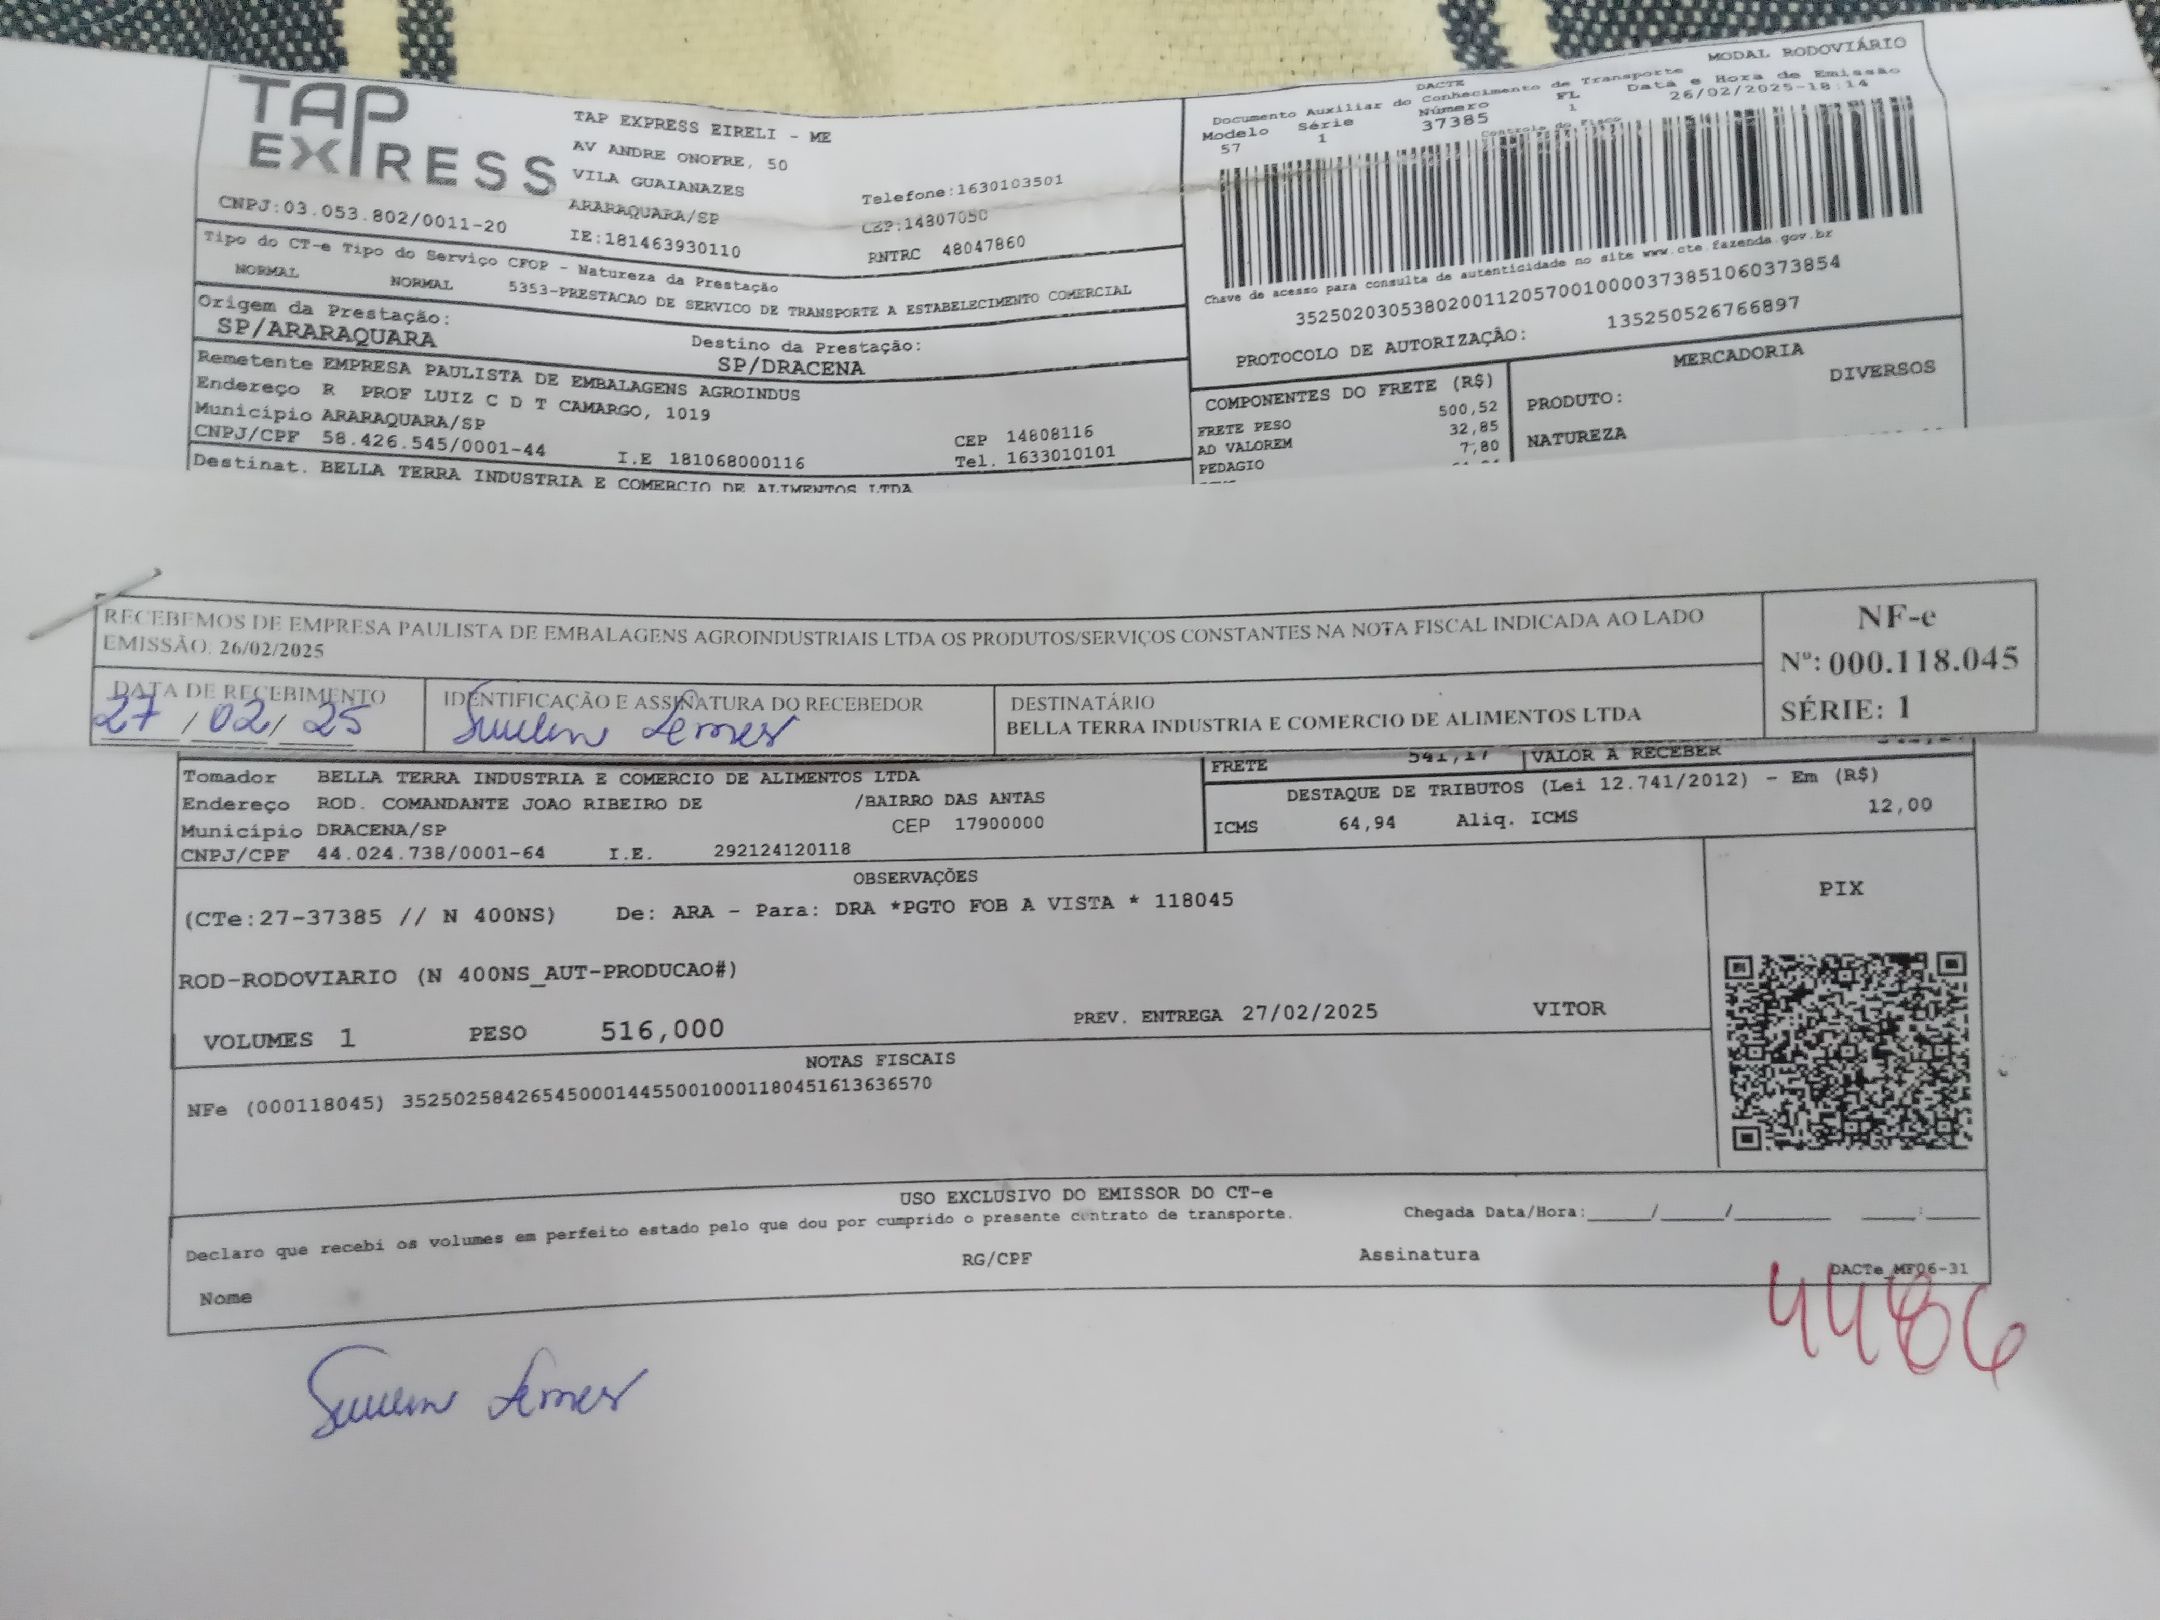 TAP
EXPRESS
TAP EXPRESS EIRELI - ME
AV ANDRE ONOFRE, 50
VILA GUAIANAZES
Telefone:1630103501
ARARAQUARA/SP
CEP:14807050
CNPJ:03.053.802/0011-20
IE:181463930110
RNTRC 48047860
MODAL RODOVIÁRIO
DACTE
Documento Auxiliar do Conhecimento de Transporte
Modelo Série Número FL Data e Hora de Emissão
57 1 37385 1 26/02/2025-18:14
Controle do Fisco
Chave de acesso para consulta de autenticidade no site www.cte.fazenda.gov.br
35250203053802001120570010000373851060373854
PROTOCOLO DE AUTORIZAÇÃO: 135250526766897
Tipo do CT-e Tipo do Serviço CFOP - Natureza da Prestação
NORMAL NORMAL 5353-PRESTACAO DE SERVICO DE TRANSPORTE A ESTABELECIMENTO COMERCIAL
Origem da Prestação: Destino da Prestação:
SP/ARARAQUARA SP/DRACENA
Remetente EMPRESA PAULISTA DE EMBALAGENS AGROINDUS
Endereço R PROF LUIZ C D T CAMARGO, 1019
Município ARARAQUARA/SP CEP 14808116
CNPJ/CPF 58.426.545/0001-44 I.E 181068000116 Tel. 1633010101
Destinat. BELLA TERRA INDUSTRIA E COMERCIO DE ALIMENTOS LTDA
COMPONENTES DO FRETE (R$) MERCADORIA
FRETE PESO 500,52 PRODUTO: DIVERSOS
AD VALOREM 32,85 NATUREZA
PEDAGIO 7,80
RECEBEMOS DE EMPRESA PAULISTA DE EMBALAGENS AGROINDUSTRIAIS LTDA OS PRODUTOS/SERVIÇOS CONSTANTES NA NOTA FISCAL INDICADA AO LADO
EMISSÃO: 26/02/2025
NF-e
Nº: 000.118.045
SÉRIE: 1
DATA DE RECEBIMENTO
27/02/25
IDENTIFICAÇÃO E ASSINATURA DO RECEBEDOR
DESTINATÁRIO
BELLA TERRA INDUSTRIA E COMERCIO DE ALIMENTOS LTDA
FRETE 541,17 VALOR A RECEBER
Tomador BELLA TERRA INDUSTRIA E COMERCIO DE ALIMENTOS LTDA
Endereço ROD. COMANDANTE JOAO RIBEIRO DE /BAIRRO DAS ANTAS
Município DRACENA/SP CEP 17900000
CNPJ/CPF 44.024.738/0001-64 I.E. 292124120118
DESTAQUE DE TRIBUTOS (Lei 12.741/2012) - Em (R$)
ICMS 64,94 Aliq. ICMS 12,00
OBSERVAÇÕES
(CTe:27-37385 // N 400NS) De: ARA - Para: DRA *PGTO FOB A VISTA * 118045
PIX
ROD-RODOVIARIO (N 400NS_AUT-PRODUCAO#)
VOLUMES 1 PESO 516,000 PREV. ENTREGA 27/02/2025 VITOR
NOTAS FISCAIS
NFe (000118045) 35250258426545000144550010001180451613636570
USO EXCLUSIVO DO EMISSOR DO CT-e
Declaro que recebi os volumes em perfeito estado pelo que dou por cumprido o presente contrato de transporte.
Chegada Data/Hora:____/____/____ ___:___
Nome RG/CPF Assinatura
DACTe_MF06-31